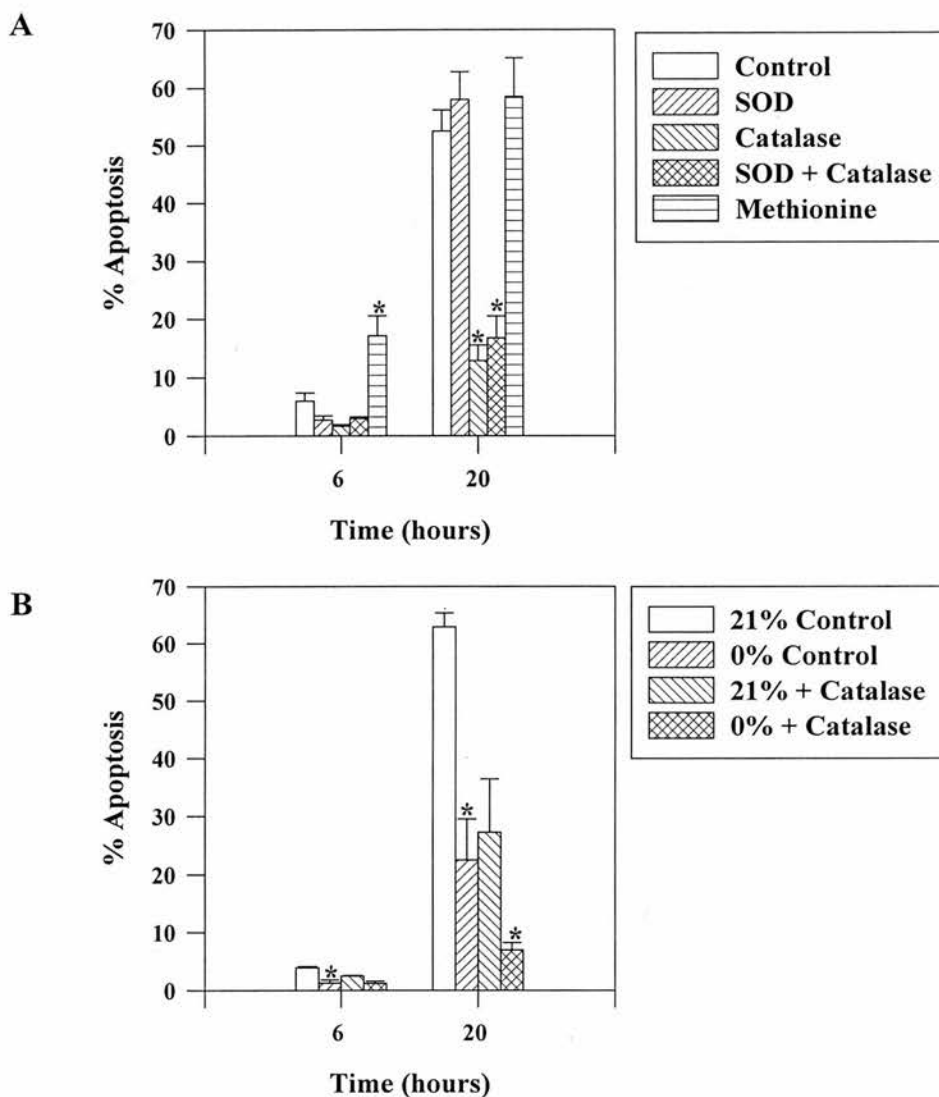 A
70
60
50
40
30
20
10
0
% Apoptosis
* * * 
6 20
Time (hours)
Control
SOD
Catalase
SOD + Catalase
Methionine
B
70
60
50
40
30
20
10
0
% Apoptosis
* * *
6 20
Time (hours)
21% Control
0% Control
21% + Catalase
0% + Catalase